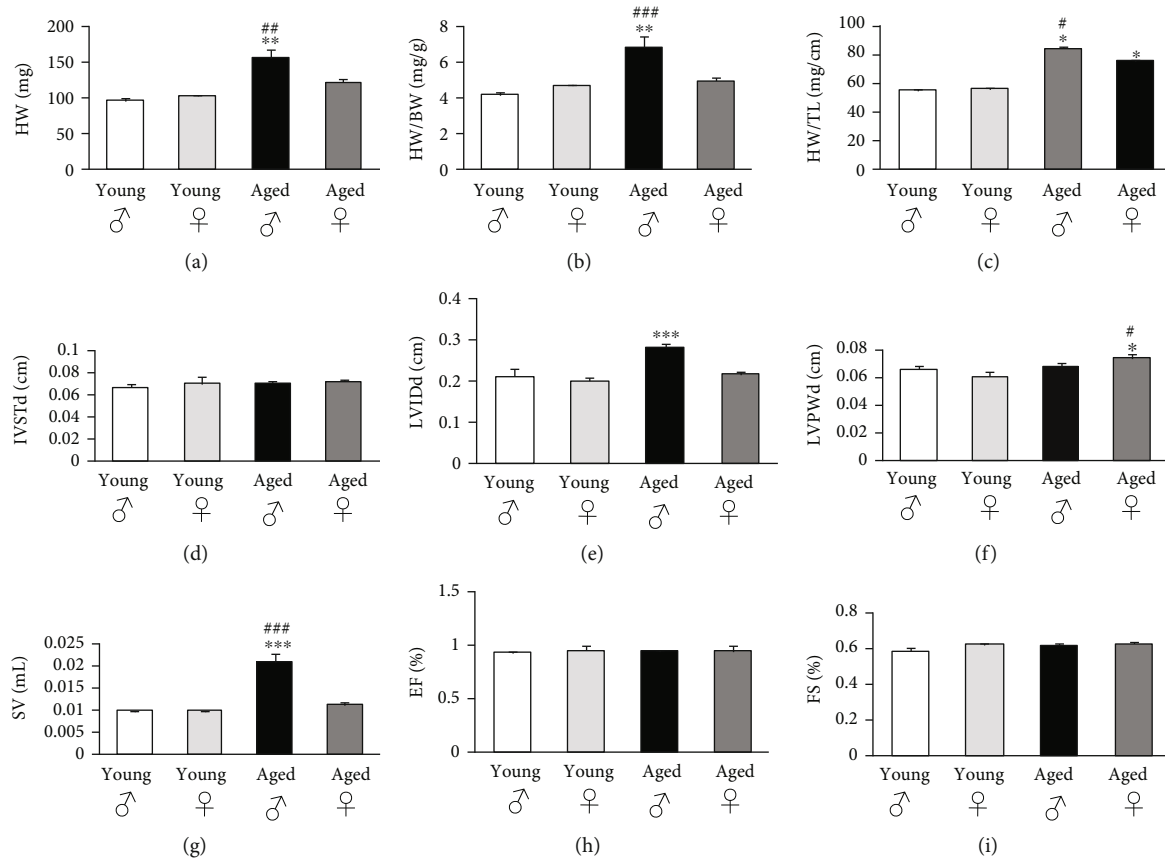 HW (mg)
200
150
100
50
0
##
**
Young Young Aged Aged
♂ ♀ ♂ ♀
(a)
HW/BW (mg/g)
8
6
4
2
0
###
**
Young Young Aged Aged
♂ ♀ ♂ ♀
(b)
HW/TL (mg/cm)
100
80
60
40
20
0
#
*
*
Young Young Aged Aged
♂ ♀ ♂ ♀
(c)
IVSTd (cm)
0.1
0.08
0.06
0.04
0.02
0
Young Young Aged Aged
♂ ♀ ♂ ♀
(d)
LVIDd (cm)
0.4
0.3
0.2
0.1
0
***
Young Young Aged Aged
♂ ♀ ♂ ♀
(e)
LVPWd (cm)
0.08
0.06
0.04
0.02
0
#
*
Young Young Aged Aged
♂ ♀ ♂ ♀
(f)
SV (mL)
0.025
0.02
0.015
0.01
0.005
0
###
***
Young Young Aged Aged
♂ ♀ ♂ ♀
(g)
EF (%)
1.5
1
0.5
0
Young Young Aged Aged
♂ ♀ ♂ ♀
(h)
FS (%)
0.8
0.6
0.4
0.2
0
Young Young Aged Aged
♂ ♀ ♂ ♀
(i)